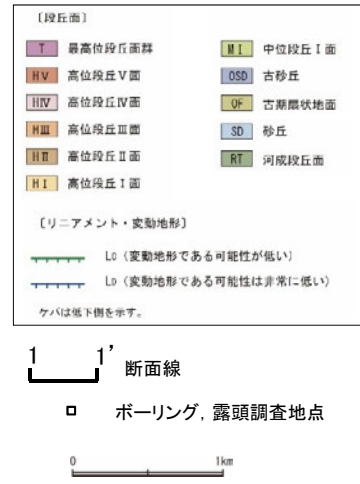 〔段丘面〕
T 最高位段丘面群
HⅤ 高位段丘Ⅴ面
HⅣ 高位段丘Ⅳ面
HⅢ 高位段丘Ⅲ面
HⅡ 高位段丘Ⅱ面
HⅠ 高位段丘Ⅰ面
MⅠ 中位段丘Ⅰ面
OSD 古砂丘
OF 古期扇状地面
SD 砂丘
RT 河成段丘面
〔リニアメント・変動地形〕
LC（変動地形である可能性が低い）
LD（変動地形である可能性は非常に低い）
ケバは低下側を示す。
1 1’ 断面線
ボーリング，露頭調査地点
0 1km